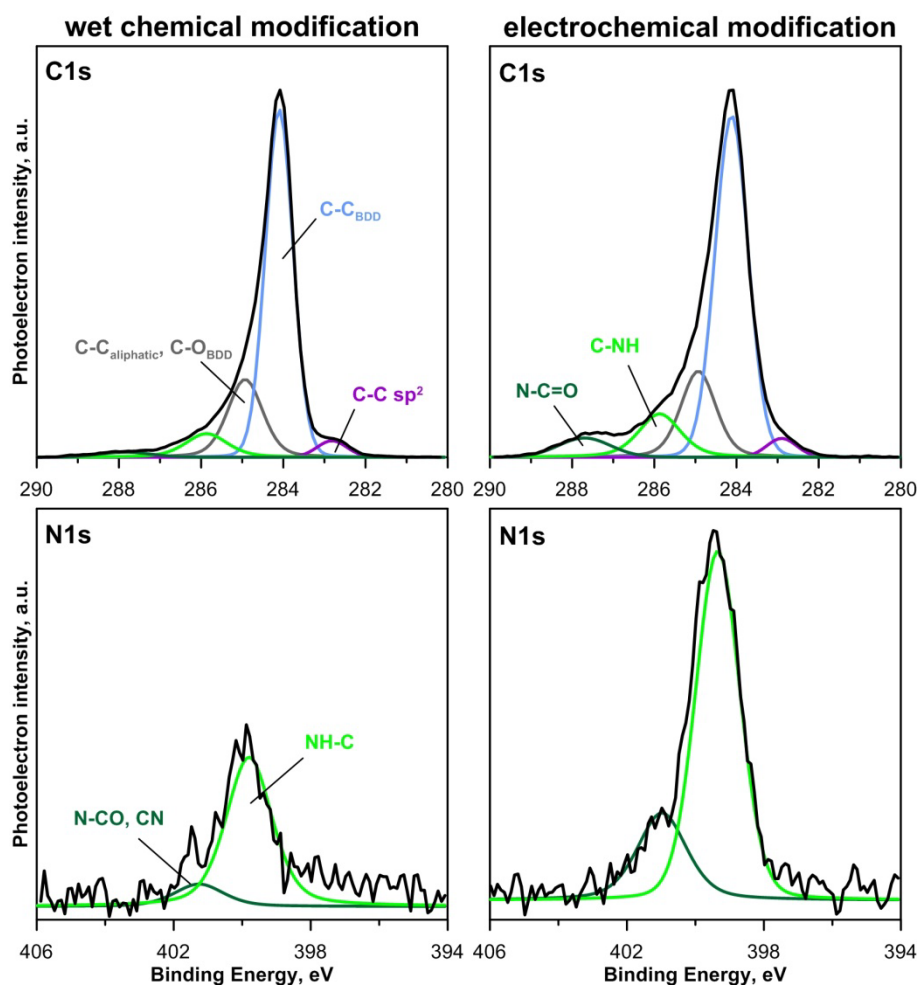 wet chemical modification
electrochemical modification
C1s
C1s
Photoelectron intensity, a.u.
C-C_BDD
C-C_aliphatic, C-O_BDD
C-C sp²
C-NH
N-C=O
290 288 286 284 282 280
290 288 286 284 282 280
N1s
N1s
Photoelectron intensity, a.u.
NH-C
N-CO, CN
406 402 398 394
406 402 398 394
Binding Energy, eV
Binding Energy, eV